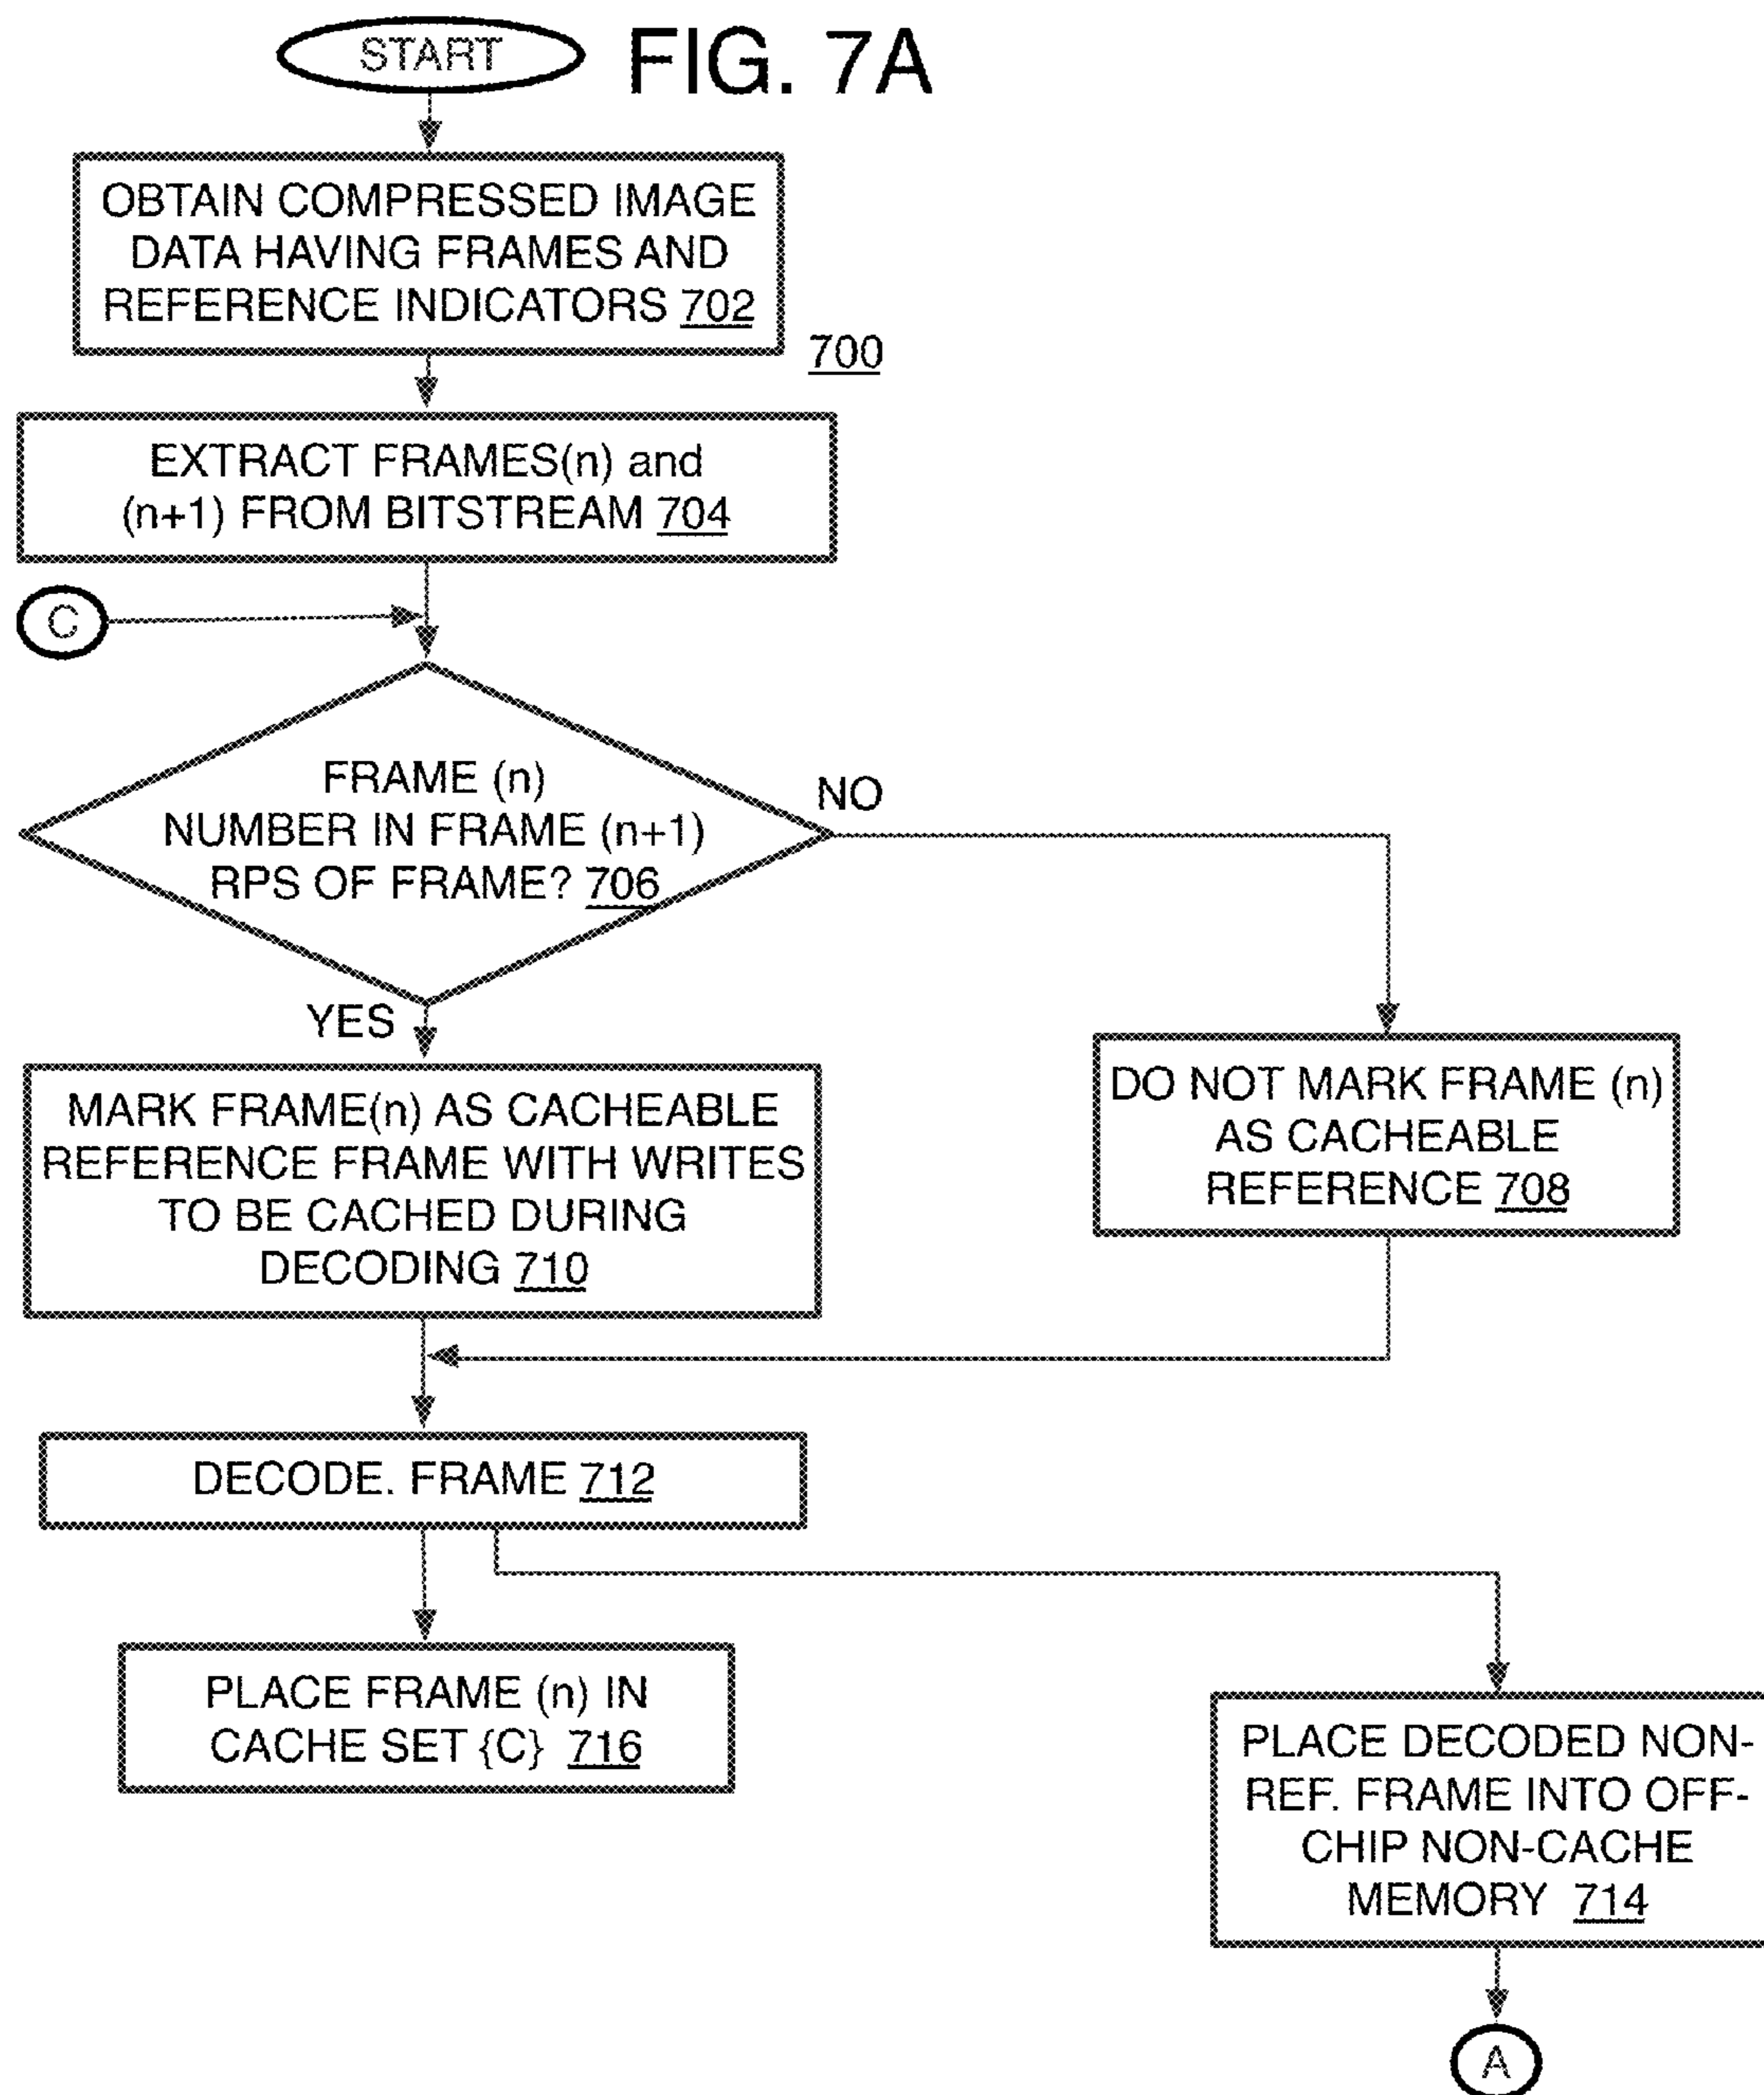 START
FIG. 7A
OBTAIN COMPRESSED IMAGE
DATA HAVING FRAMES AND
REFERENCE INDICATORS 702
700
EXTRACT FRAMES(n) and
(n+1) FROM BITSTREAM 704
C
FRAME (n)
NUMBER IN FRAME (n+1)
RPS OF FRAME? 706
NO
YES
MARK FRAME(n) AS CACHEABLE
REFERENCE FRAME WITH WRITES
TO BE CACHED DURING
DECODING 710
DO NOT MARK FRAME (n)
AS CACHEABLE
REFERENCE 708
DECODE. FRAME 712
PLACE FRAME (n) IN
CACHE SET {C} 716
PLACE DECODED NON-
REF. FRAME INTO OFF-
CHIP NON-CACHE
MEMORY 714
A